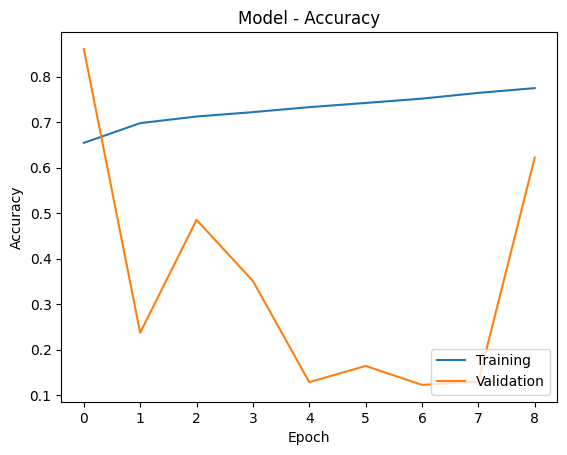 Model - Accuracy
Accuracy
0.8
0.7
0.6
0.5
0.4
0.3
0.2
0.1
Training
Validation
0 1 2 3 4 5 6 7 8
Epoch